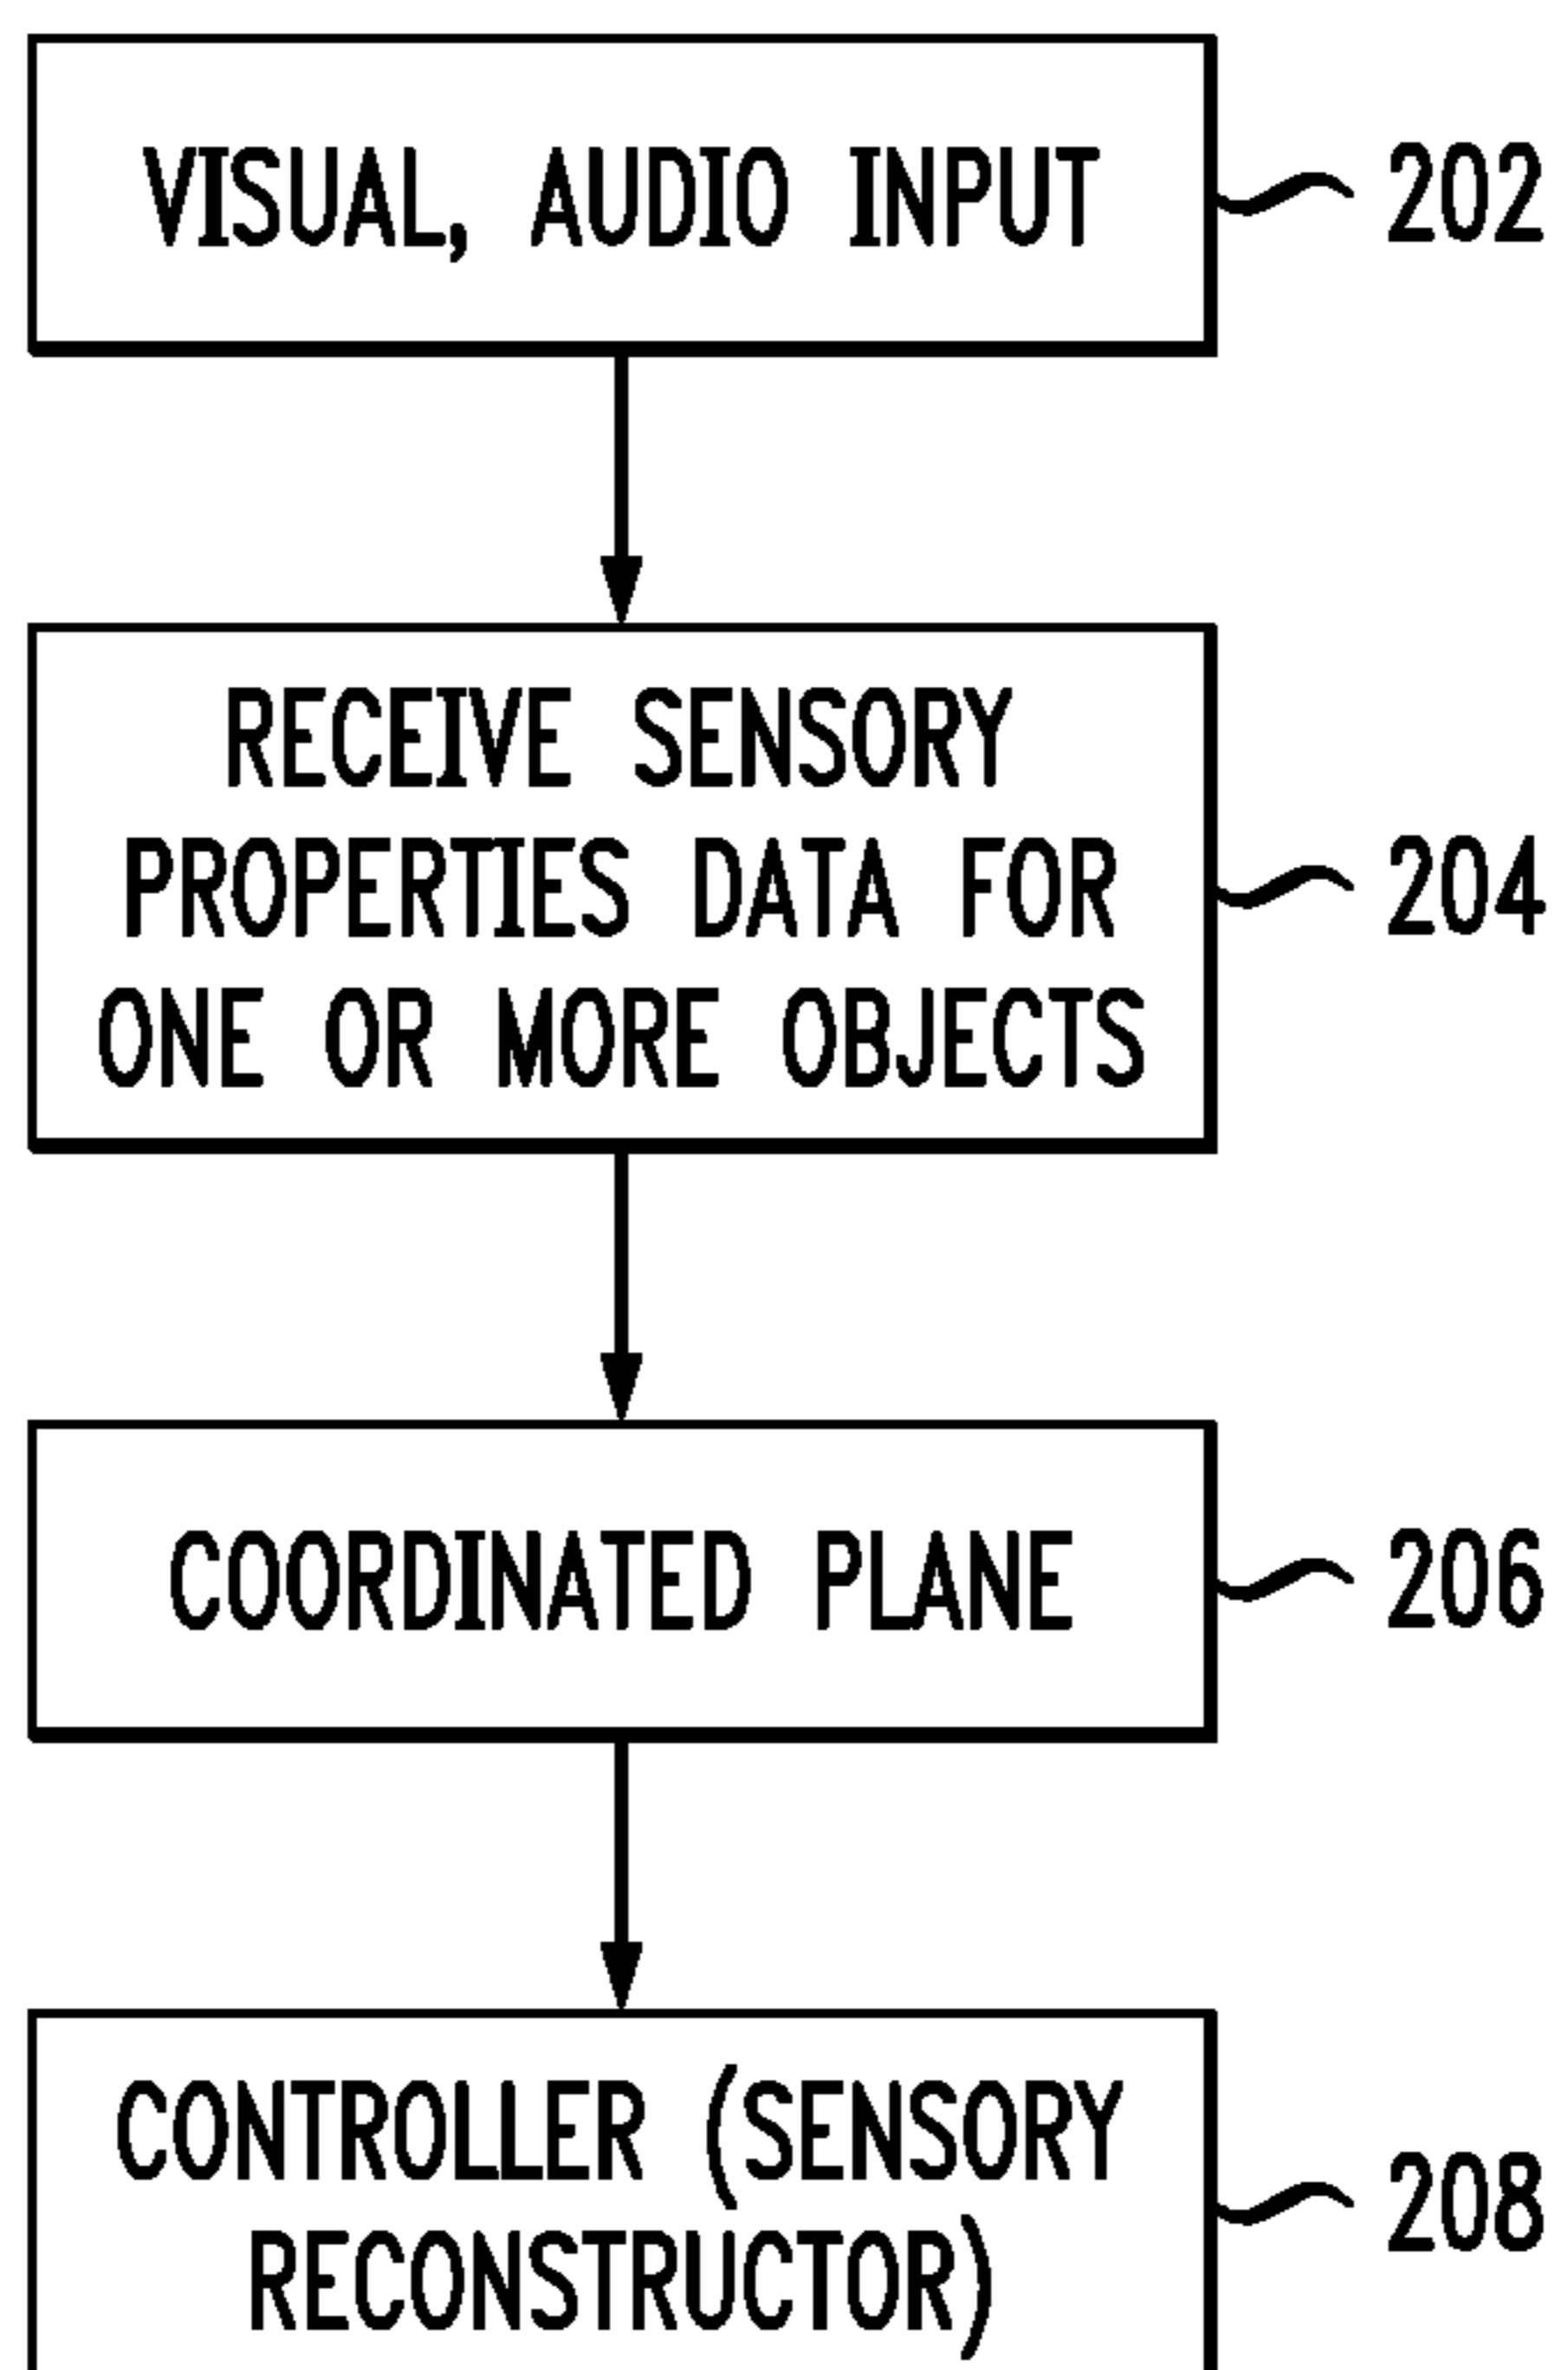 VISUAL, AUDIO INPUT
202
RECEIVE SENSORY
PROPERTIES DATA FOR
ONE OR MORE OBJECTS
204
COORDINATED PLANE
206
CONTROLLER (SENSORY
RECONSTRUCTOR)
208